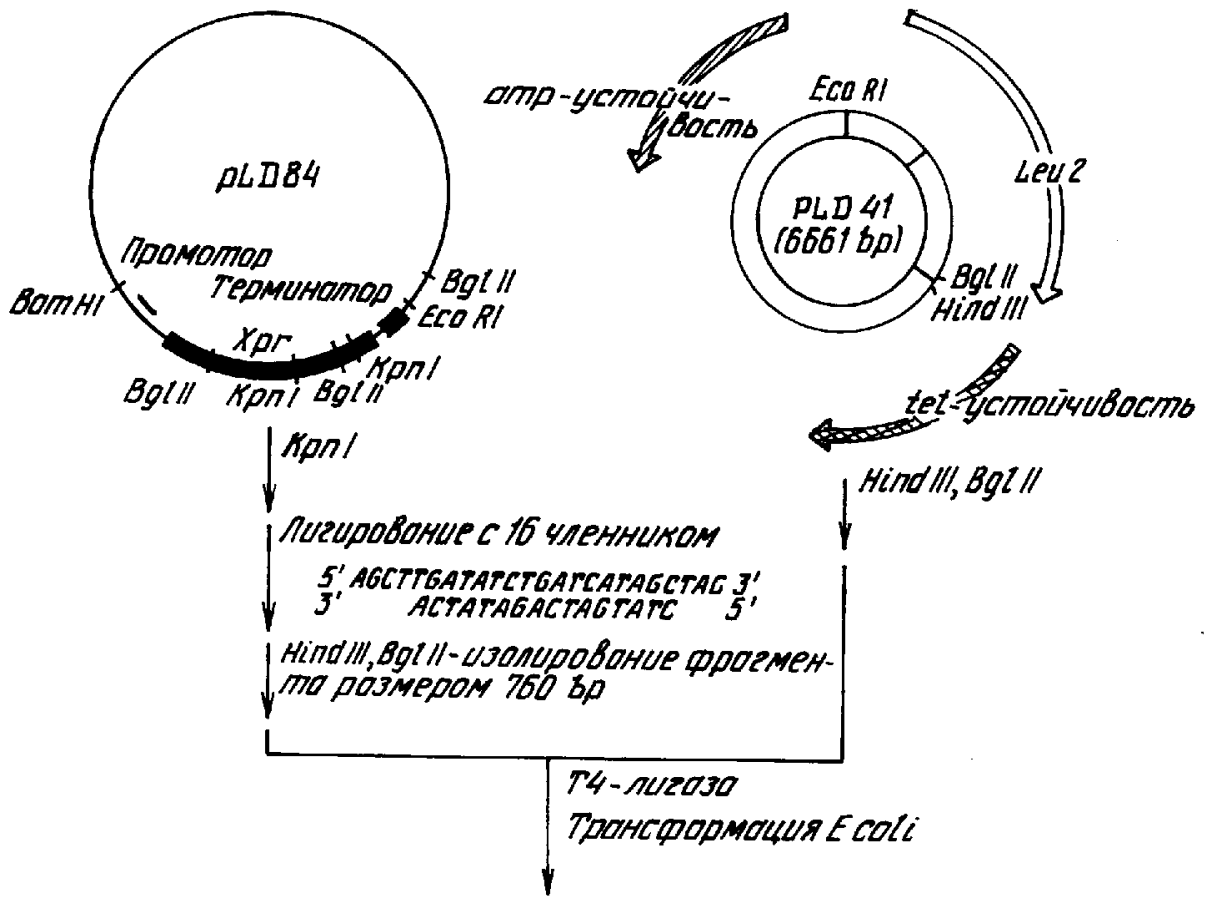 pLD84
Промотор
Терминатор
Bam HI
Bgl II
Eco RI
Xpr
Kpn I
Bgl II
Kpn I
Bgl II
amp-устойчи-
вость
Eco RI
Leu 2
PLD 41
(6661 bp)
Bgl II
Hind III
tet-устойчивость
Kpn I
Hind III, Bgl II
Лигирование с 16 членником
5' AGCTTGATATCTGATCATAGCTAG 3'
3' ACTATAGACTAGTATC 5'
Hind III, Bgl II-изолирование фрагмен-
та размером 760 bp
T4-лигаза
Трансформация E coli